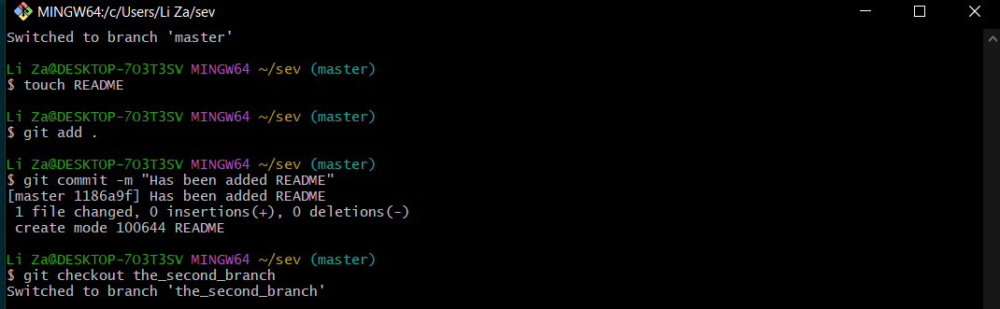 MINGW64:/c/Users/Li Za/sev
Switched to branch 'master'
Li Za@DESKTOP-7O3T3SV MINGW64 ~/sev (master)
$ touch README
Li Za@DESKTOP-7O3T3SV MINGW64 ~/sev (master)
$ git add .
Li Za@DESKTOP-7O3T3SV MINGW64 ~/sev (master)
$ git commit -m "Has been added README"
[master 1186a9f] Has been added README
 1 file changed, 0 insertions(+), 0 deletions(-)
 create mode 100644 README
Li Za@DESKTOP-7O3T3SV MINGW64 ~/sev (master)
$ git checkout the_second_branch
Switched to branch 'the_second_branch'